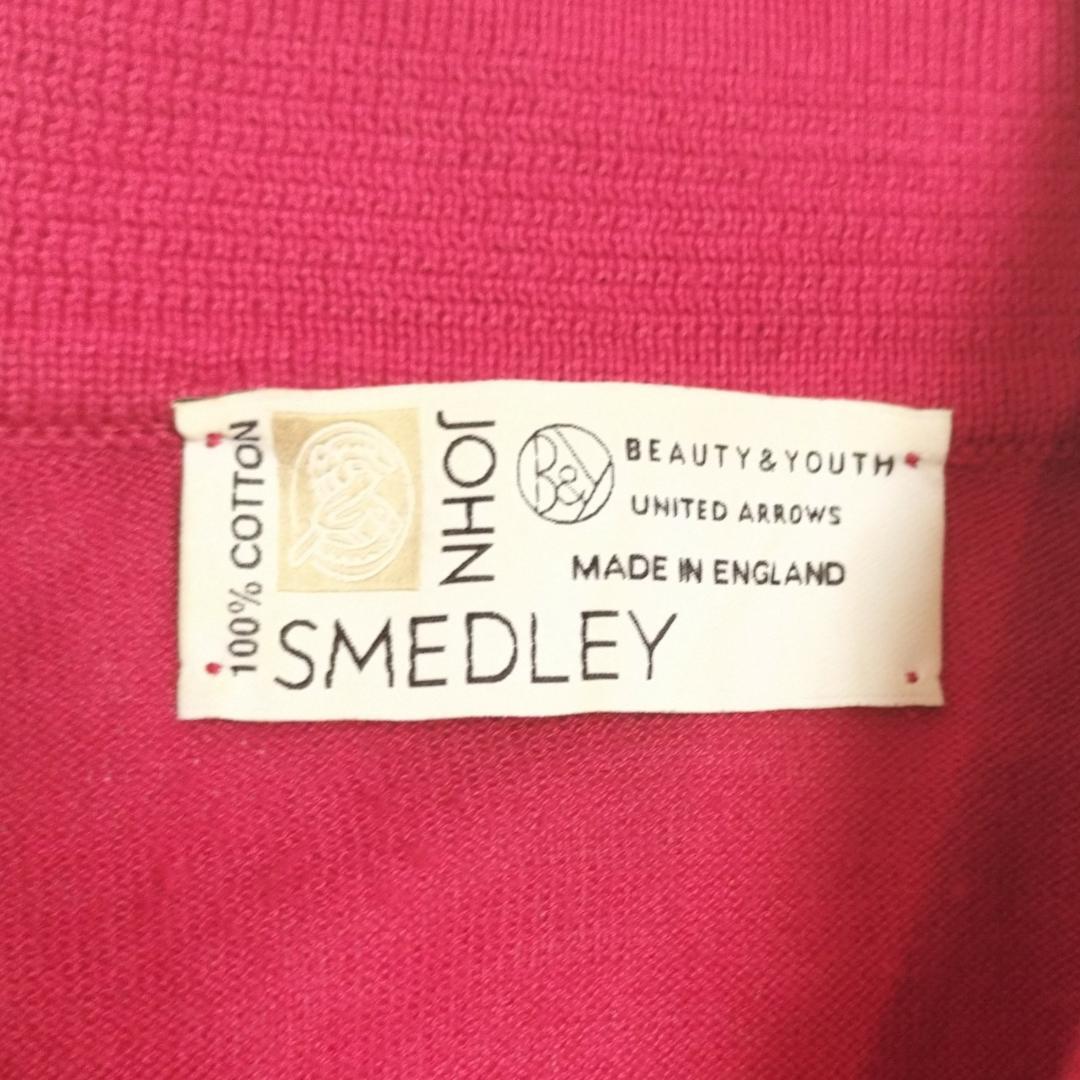 100% COTTON
JOHN
SMEDLEY
B&Y
BEAUTY&YOUTH
UNITED ARROWS
MADE IN ENGLAND